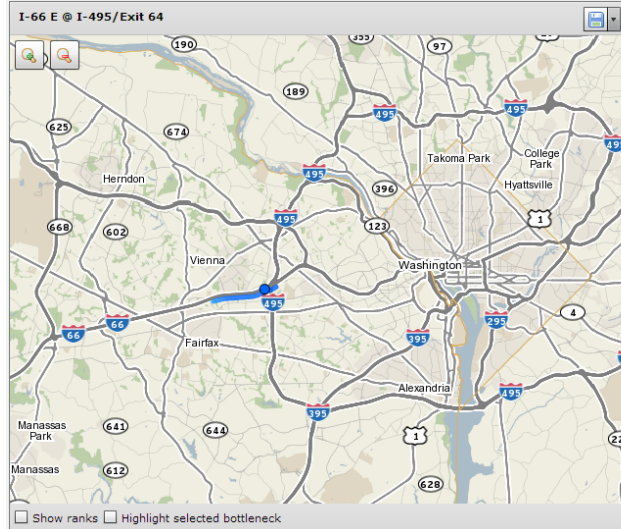 I-66 E @ I-495/Exit 64
190
355
97
495
495
189
625
674
495
Takoma Park
College
Park
495
Herndon
495
396
Hyattsville
668
602
123
1
Vienna
Washington
495
66
66
295
4
Fairfax
395
Alexandria
495
395
Manassas
Park
641
644
1
Manassas
612
628
Show ranks
Highlight selected bottleneck